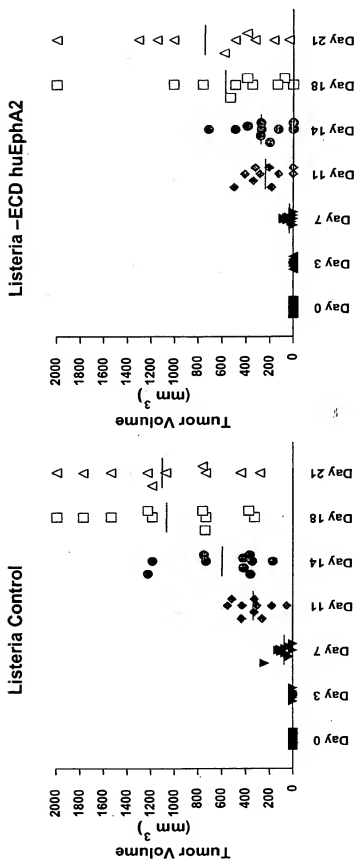 Listeria Control
Tumor Volume
(mm 3 )
2000
1800
1600
1400
1200
1000
800
600
400
200
0
Day 0
Day 3
Day 7
Day 11
Day 14
Day 18
Day 21
Listeria –ECD huEphA2
Tumor Volume
(mm 3 )
2000
1800
1600
1400
1200
1000
800
600
400
200
0
Day 0
Day 3
Day 7
Day 11
Day 14
Day 18
Day 21